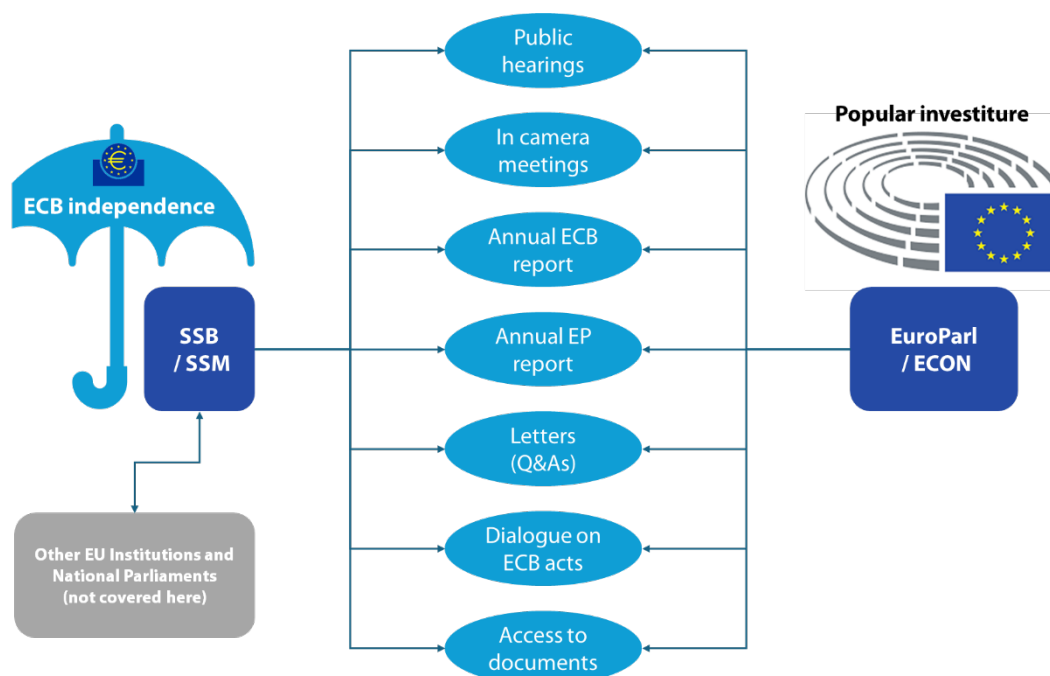 Public
hearings
In camera
meetings
Annual ECB
report
Annual EP
report
Letters
(Q&As)
Dialogue on
ECB acts
Access to
documents
€
ECB independence
SSB
/ SSM
Other EU Institutions and
National Parliaments
(not covered here)
Popular investiture
EuroParl
/ ECON